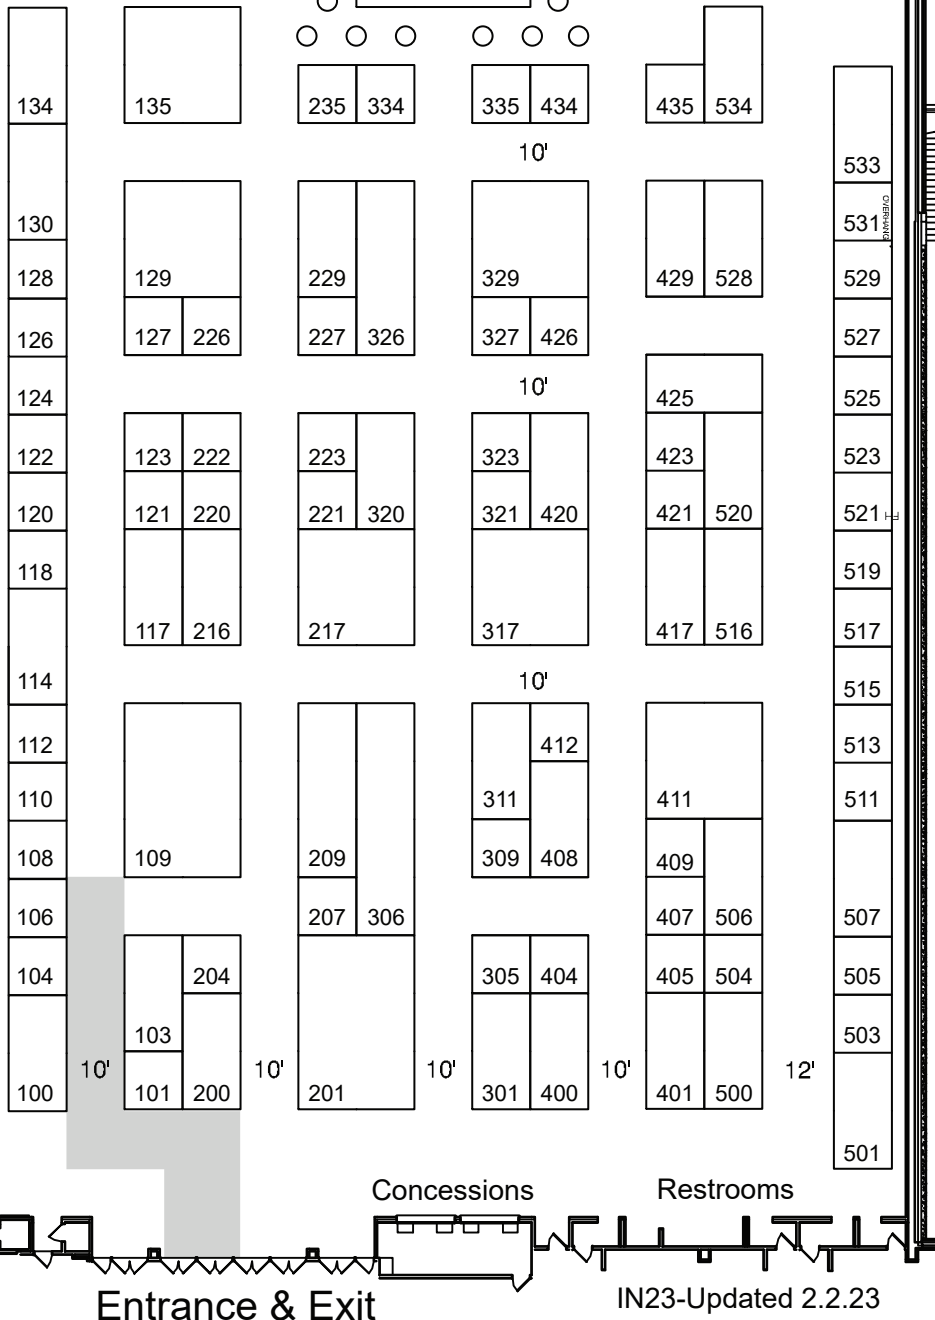 134 135 235 334 335 434 435 534
10'
533
130 531
OVERHANG
128 129 229 329 429 528 529
126 127 226 227 326 327 426 527
10'
124 425 525
122 123 222 223 323 423 523
120 121 220 221 320 321 420 421 520 521
118 519
117 216 217 317 417 516 517
10'
114 515
112 412 513
110 311 411 511
108 109 209 309 408 409
106 207 306 407 506 507
104 204 305 404 405 504 505
103 503
10' 10' 10' 10' 12'
100 101 200 201 301 400 401 500
501
Concessions Restrooms
Entrance & Exit
IN23-Updated 2.2.23